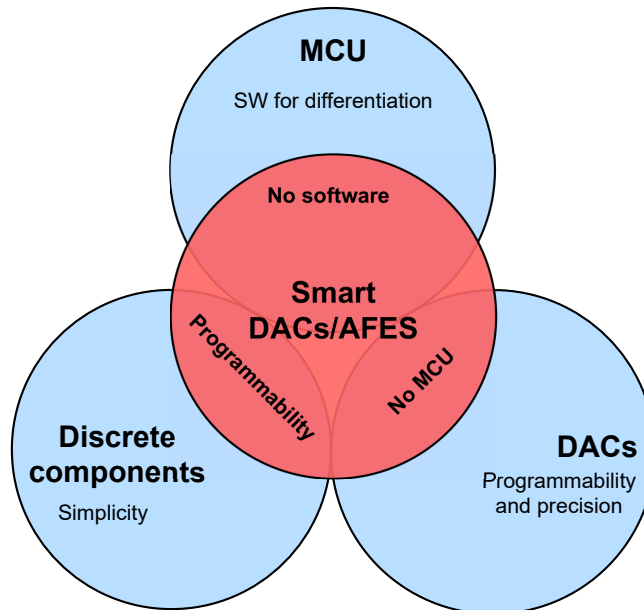 MCU
SW for differentiation
No software
Smart
DACs/AFES
Programmability
No MCU
Discrete
components
Simplicity
DACs
Programmability
and precision